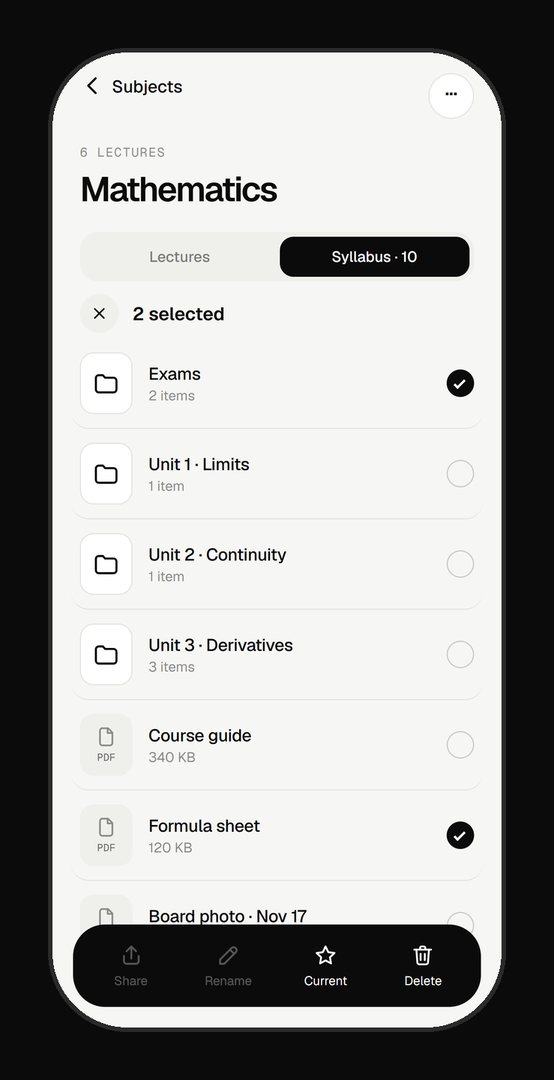 Subjects
6 LECTURES
Mathematics
Lectures
Syllabus · 10
2 selected
Exams
2 items
Unit 1 · Limits
1 item
Unit 2 · Continuity
1 item
Unit 3 · Derivatives
3 items
Course guide
340 KB
PDF
Formula sheet
120 KB
PDF
Board photo · Nov 17
Share
Rename
Current
Delete